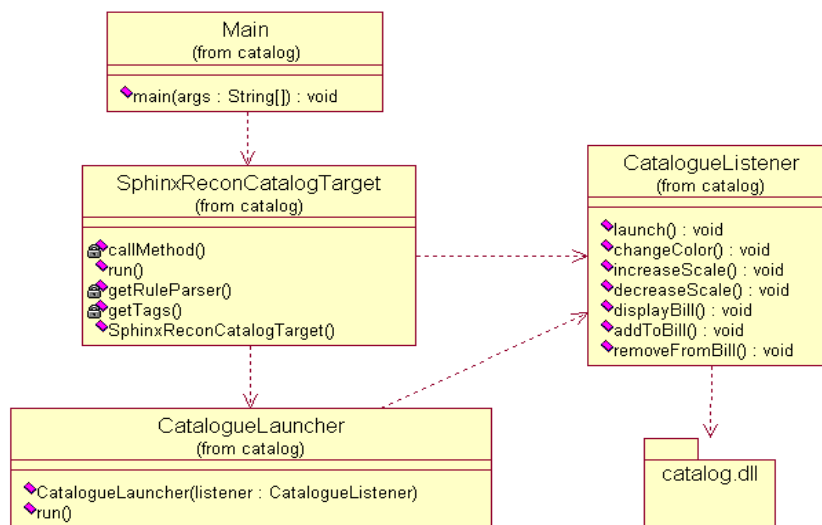 Main
(from catalog)
main(args : String[]) : void
SphinxReconCatalogTarget
(from catalog)
callMethod()
run()
getRuleParser()
getTags()
SphinxReconCatalogTarget()
CatalogueListener
(from catalog)
launch() : void
changeColor() : void
increaseScale() : void
decreaseScale() : void
displayBill() : void
addToBill() : void
removeFromBill() : void
CatalogueLauncher
(from catalog)
CatalogueLauncher(listener : CatalogueListener)
run()
catalog.dll